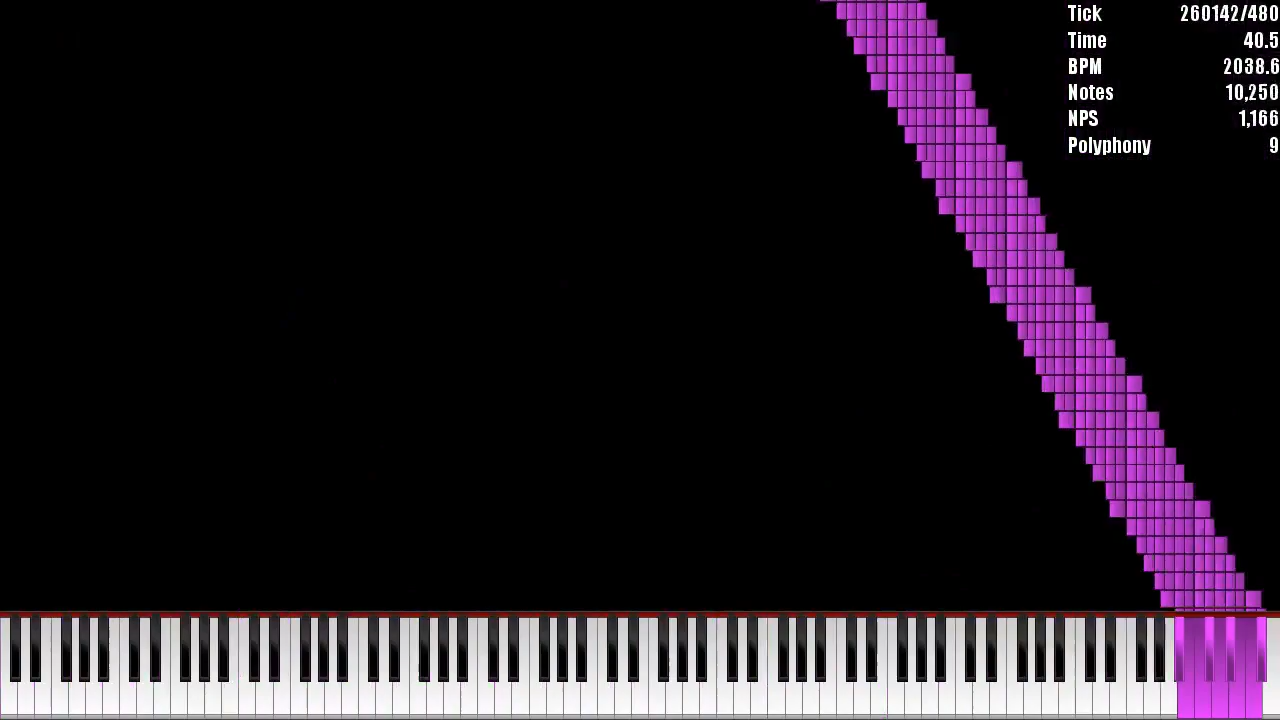 Tick 260142/480
Time 40.5
BPM 2038.6
Notes 10,250
NPS 1,166
Polyphony 9